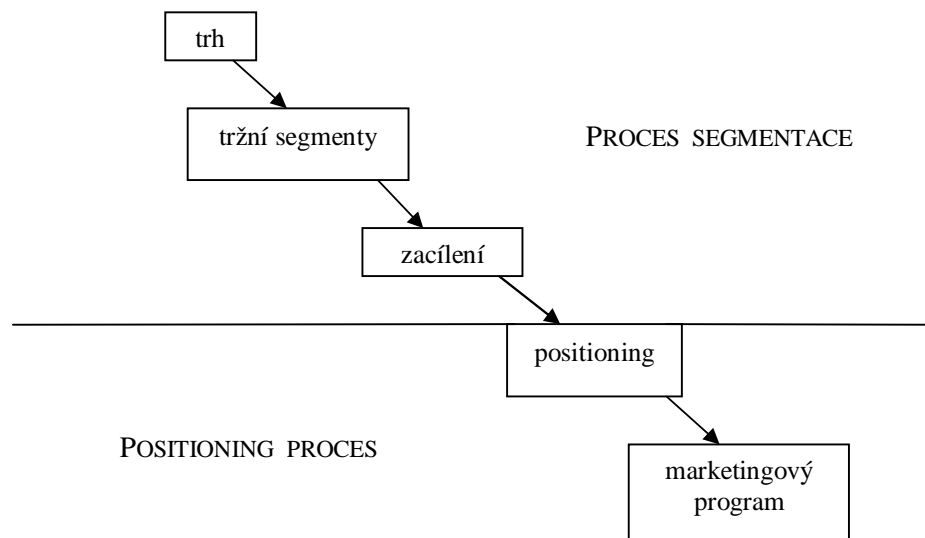 trh
tržní segmenty
PROCES SEGMENTACE
zacílení
positioning
POSITIONING PROCES
marketingový
program